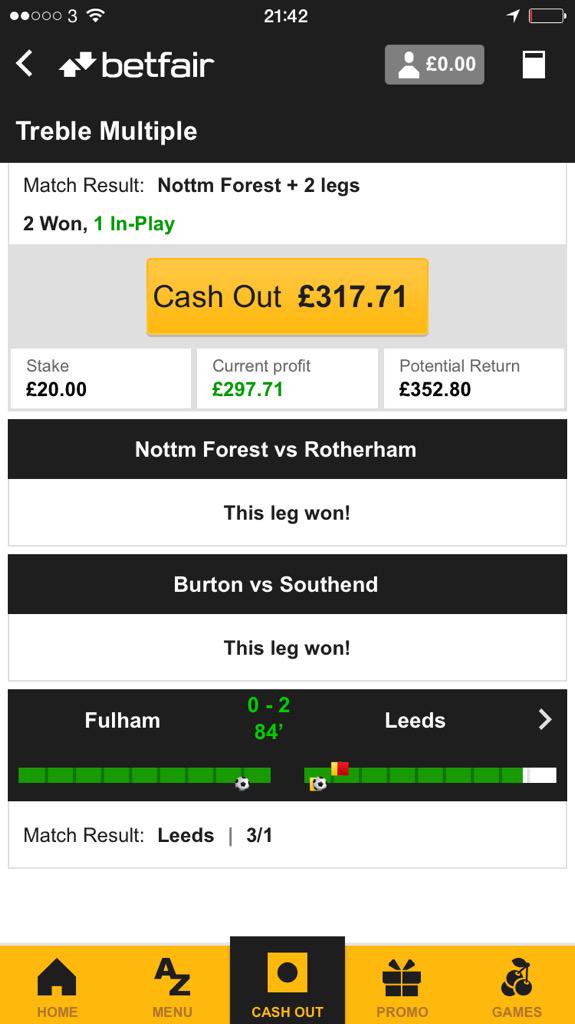 3 21:42
betfair £0.00
Treble Multiple
Match Result: Nottm Forest + 2 legs
2 Won, 1 In-Play
Cash Out £317.71
Stake Current profit Potential Return
£20.00 £297.71 £352.80
Nottm Forest vs Rotherham
This leg won!
Burton vs Southend
This leg won!
0 - 2
Fulham Leeds
84’
Match Result: Leeds | 3/1
AZ
HOME MENU CASH OUT PROMO GAMES